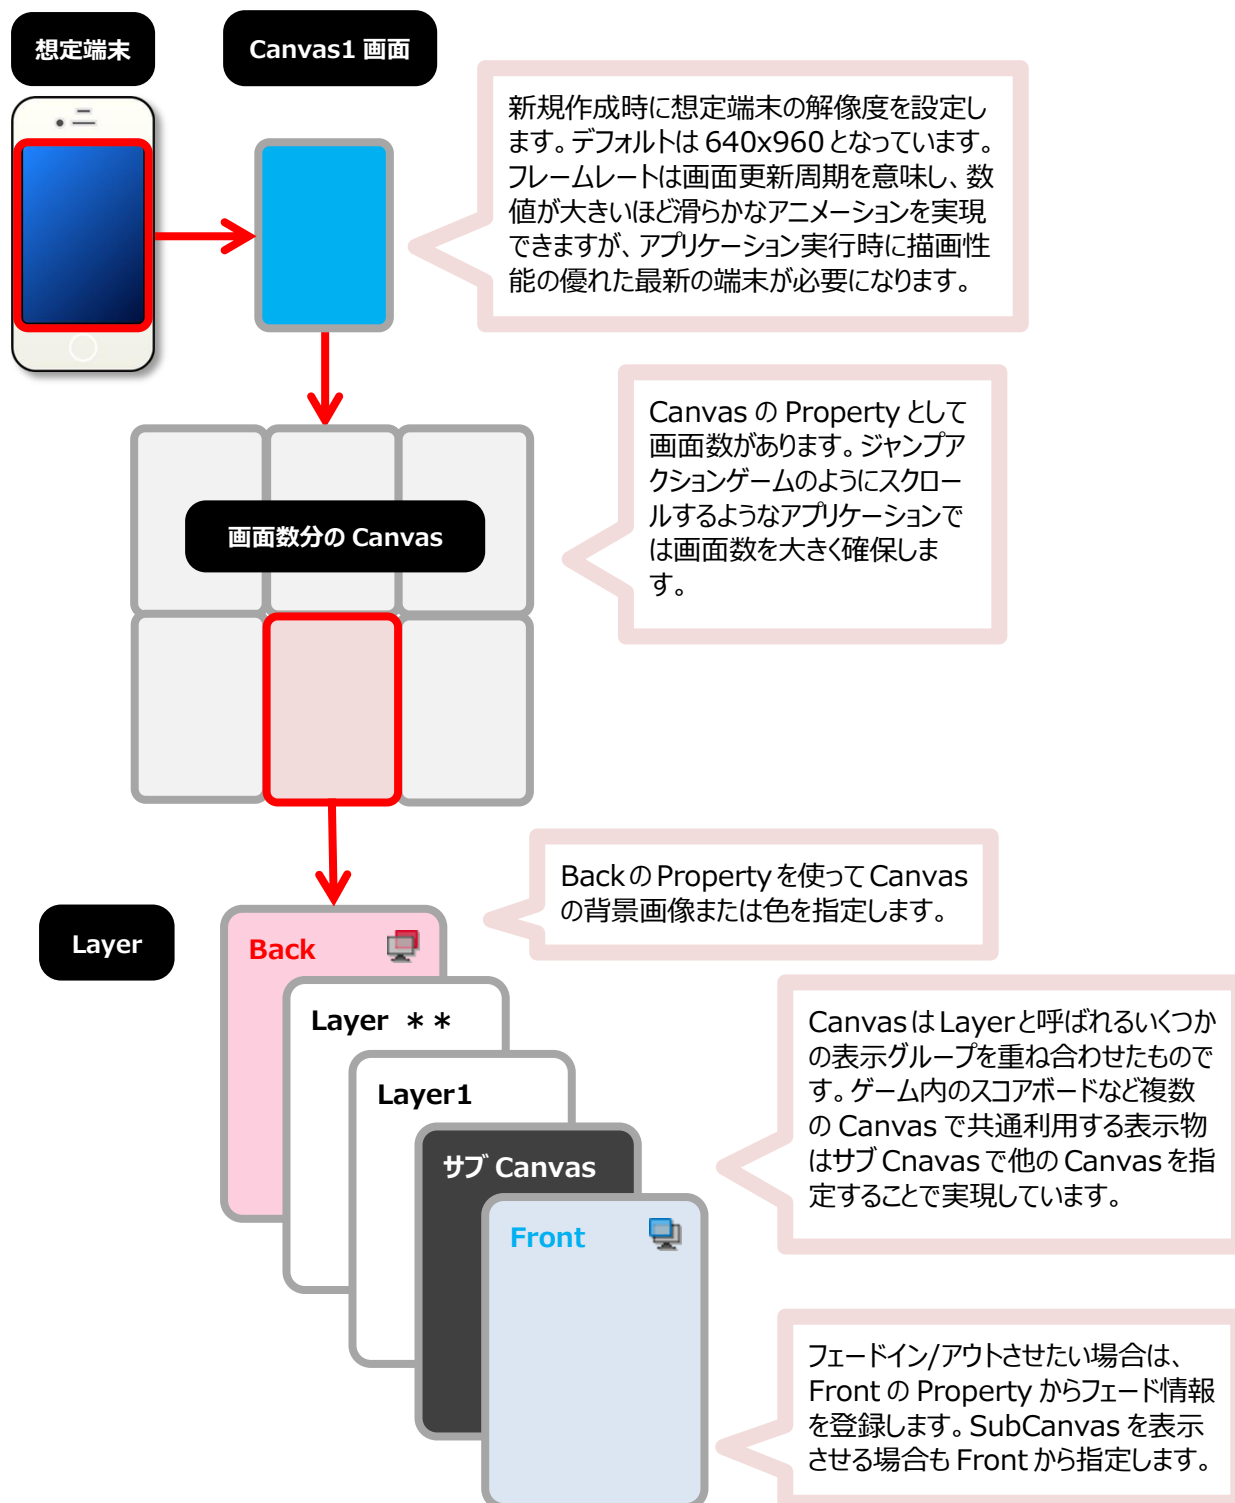 想定端末
Canvas1 画面
新規作成時に想定端末の解像度を設定し
ます。デフォルトは 640x960 となっています。
フレームレートは画面更新周期を意味し、数
値が大きいほど滑らかなアニメーションを実現
できますが、アプリケーション実行時に描画性
能の優れた最新の端末が必要になります。
Canvas の Property として
画面数があります。ジャンプア
クションゲームのようにスクロー
ルするようなアプリケーションで
は画面数を大きく確保しま
す。
画面数分の Canvas
Back の Property を使って Canvas
の背景画像または色を指定します。
Layer
Back
Layer ＊＊
Layer1
サブ Canvas
Front
Canvas は Layer と呼ばれるいくつか
の表示グループを重ね合わせたもので
す。ゲーム内のスコアボードなど複数
の Canvas で共通利用する表示物
はサブ Cnavas で他の Canvas を指
定することで実現しています。
フェードイン/アウトさせたい場合は、
Front の Property からフェード情報
を登録します。SubCanvas を表示
させる場合も Front から指定します。